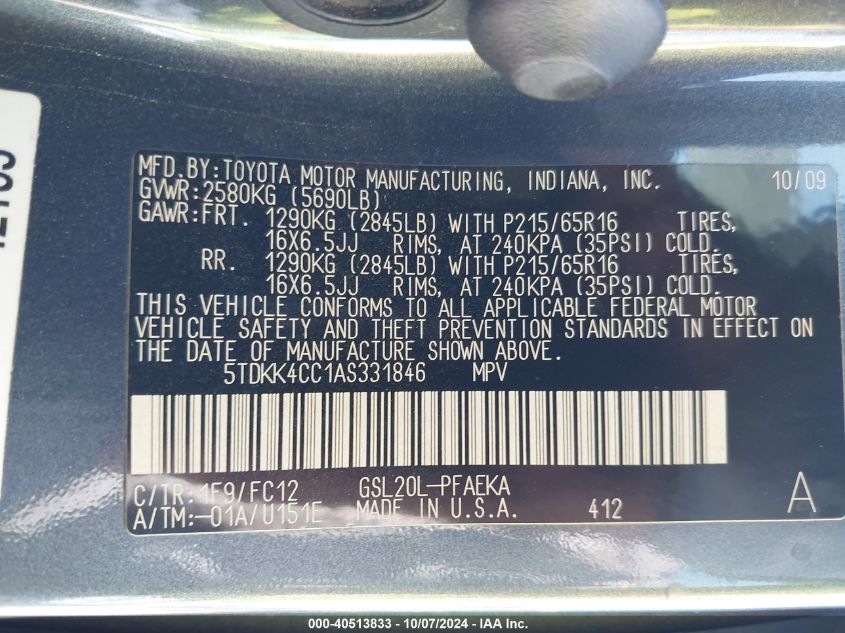 MFD.BY:TOYOTA MOTOR MANUFACTURING, INDIANA, INC. 10/09
GVWR:2580KG (5690LB)
GAWR:FRT. 1290KG (2845LB) WITH P215/65R16 TIRES,
16X6.5JJ RIMS, AT 240KPA (35PSI) COLD.
RR. 1290KG (2845LB) WITH P215/65R16 TIRES,
16X6.5JJ RIMS, AT 240KPA (35PSI) COLD.
THIS VEHICLE CONFORMS TO ALL APPLICABLE FEDERAL MOTOR
VEHICLE SAFETY AND THEFT PREVENTION STANDARDS IN EFFECT ON
THE DATE OF MANUFACTURE SHOWN ABOVE.
5TDKK4CC1AS331846 MPV
C/TR:1F9/FC12 GSL20L-PFAEKA A
A/TM:-01A/U151E MADE IN U.S.A. 412
000-40513833 - 10/07/2024 - IAA Inc.